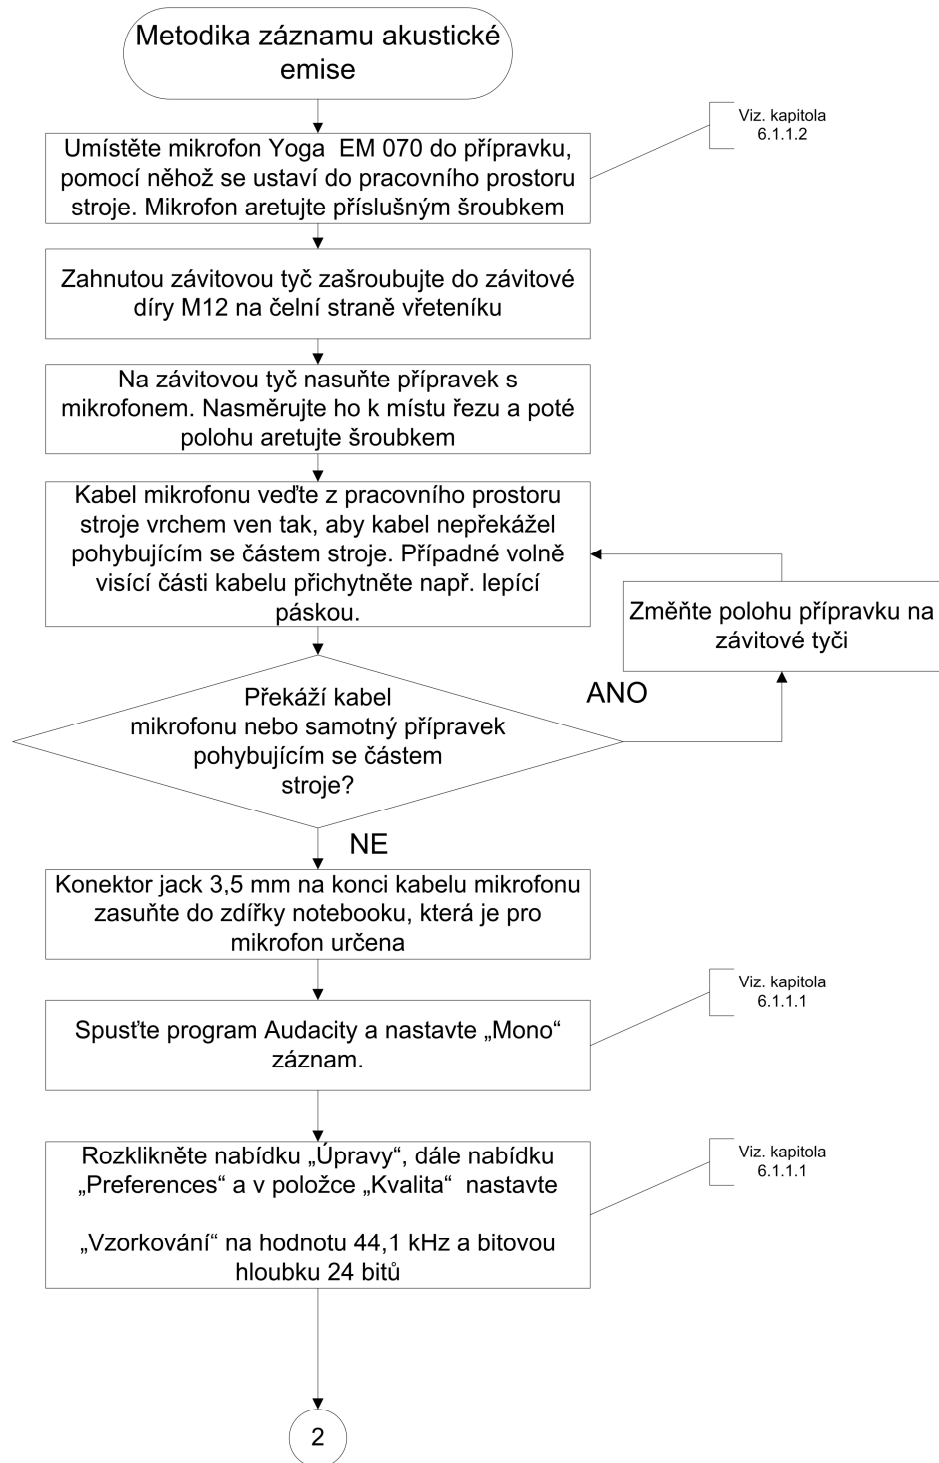 Metodika záznamu akustické
emise
Viz. kapitola
6.1.1.2
Umístěte mikrofon Yoga EM 070 do přípravku,
pomocí něhož se ustaví do pracovního prostoru
stroje. Mikrofon aretujte příslušným šroubkem
Zahnutou závitovou tyč zašroubujte do závitové
díry M12 na čelní straně vřeteníku
Na závitovou tyč nasuňte přípravek s
mikrofonem. Nasměrujte ho k místu řezu a poté
polohu aretujte šroubkem
Kabel mikrofonu veďte z pracovního prostoru
stroje vrchem ven tak, aby kabel nepřekážel
pohybujícím se částem stroje. Případné volně
visící části kabelu přichytněte např. lepící
páskou.
Změňte polohu přípravku na
závitové tyči
ANO
Překáží kabel
mikrofonu nebo samotný přípravek
pohybujícím se částem
stroje?
NE
Konektor jack 3,5 mm na konci kabelu mikrofonu
zasuňte do zdířky notebooku, která je pro
mikrofon určena
Viz. kapitola
6.1.1.1
Spusťte program Audacity a nastavte „Mono“
záznam.
Viz. kapitola
6.1.1.1
Rozklikněte nabídku „Úpravy“, dále nabídku
„Preferences“ a v položce „Kvalita“ nastavte
„Vzorkování“ na hodnotu 44,1 kHz a bitovou
hloubku 24 bitů
2